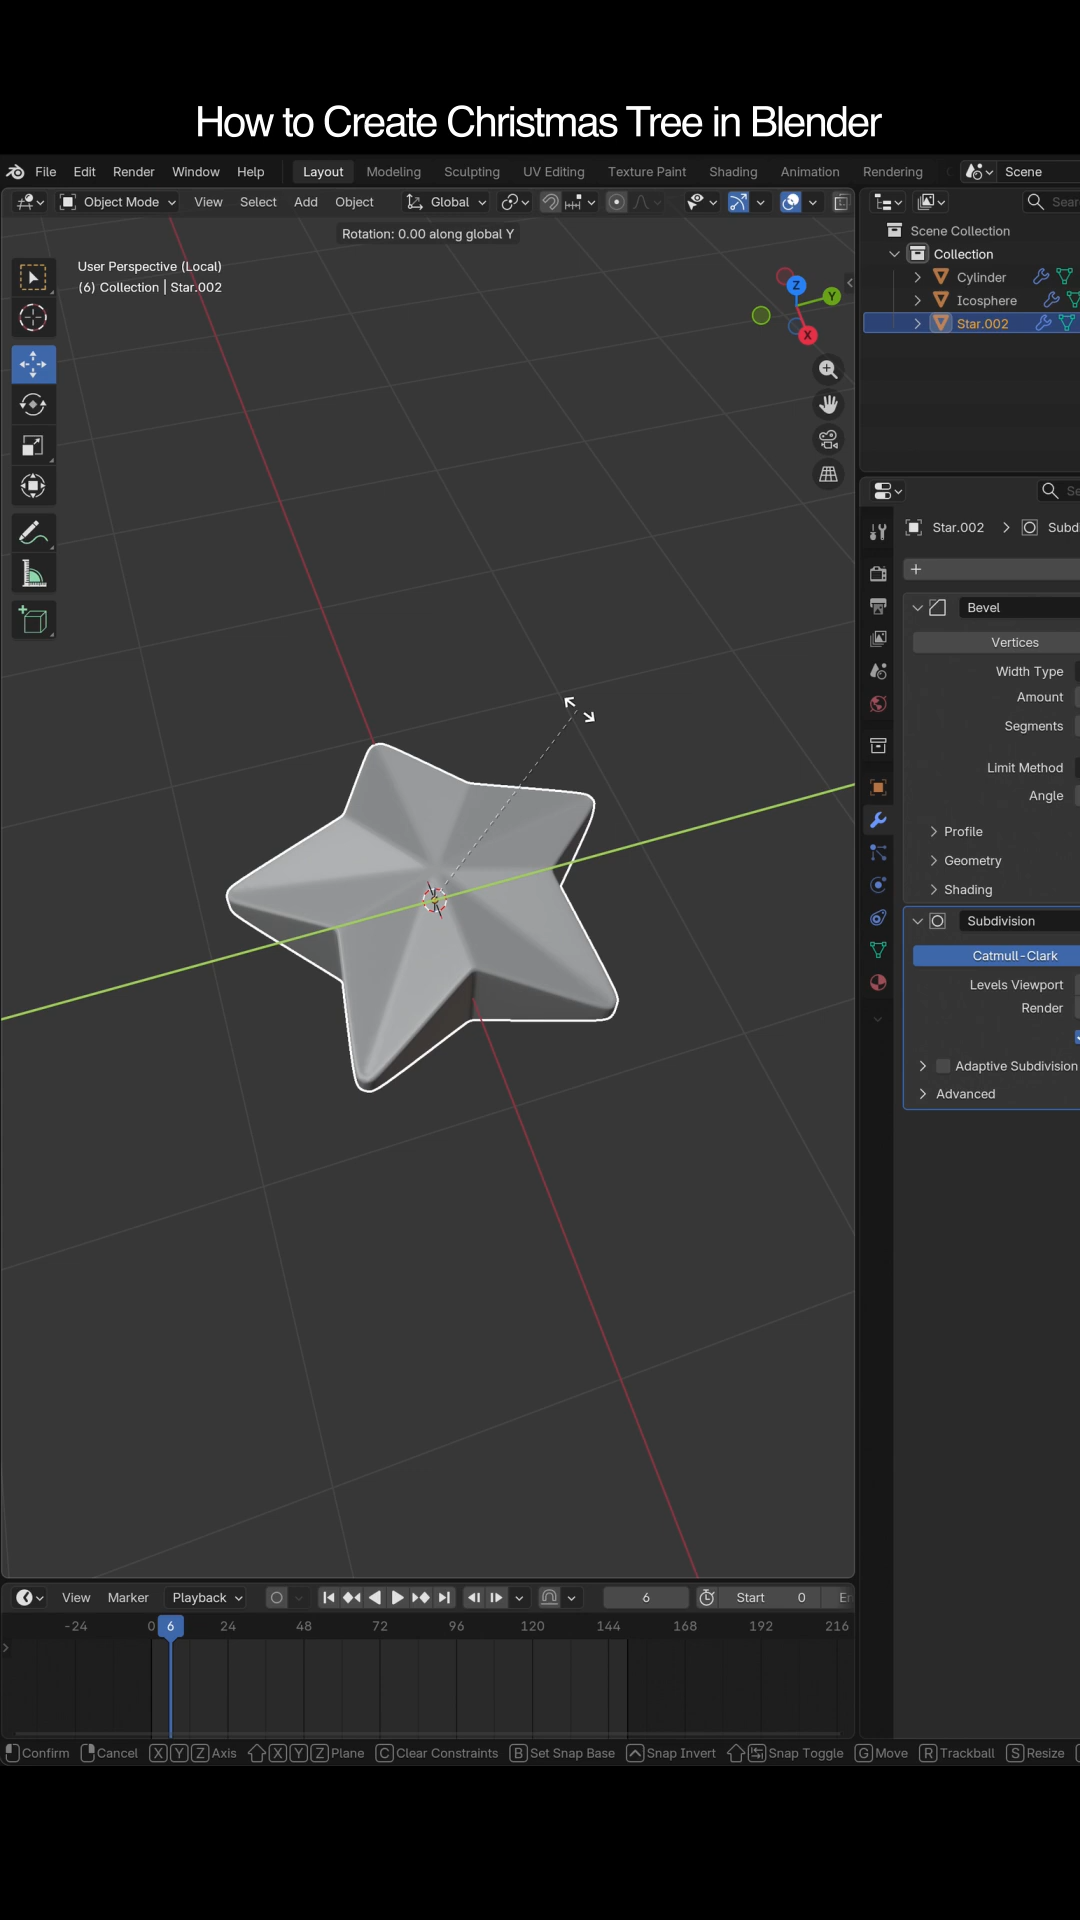 How to Create Christmas Tree in Blender
File Edit Render Window Help Layout Modeling Sculpting UV Editing Texture Paint Shading Animation Rendering Scene
Object Mode View Select Add Object Global
Rotation: 0.00 along global Y
User Perspective (Local)
(6) Collection | Star.002
Z
Y
X
Scene Collection
Collection
Cylinder
Icosphere
Star.002
Star.002 > Subdi
+
Bevel
Vertices
Width Type
Amount
Segments
Limit Method
Angle
Profile
Geometry
Shading
Subdivision
Catmull-Clark
Levels Viewport
Render
Adaptive Subdivision
Advanced
View Marker Playback 6 Start 0
-24 0 6 24 48 72 96 120 144 168 192 216
Confirm Cancel X Y Z Axis X Y Z Plane C Clear Constraints B Set Snap Base Snap Invert Snap Toggle G Move R Trackball S Resize